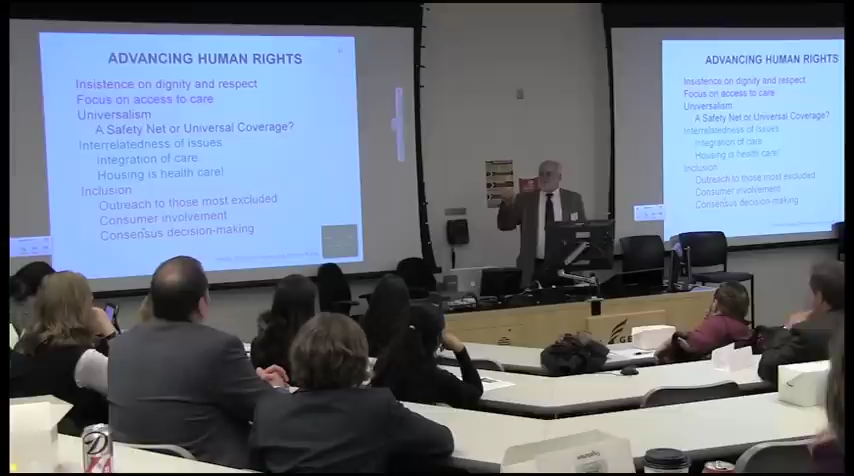 ADVANCING HUMAN RIGHTS
Insistence on dignity and respect
Focus on access to care
Universalism
A Safety Net or Universal Coverage?
Interrelatedness of issues
Integration of care
Housing is health care!
Inclusion
Outreach to those most excluded
Consumer involvement
Consensus decision-making
ADVANCING HUMAN RIGHTS
Insistence on dignity and respect
Focus on access to care
Universalism
A Safety Net or Universal Coverage?
Interrelatedness of issues
Integration of care
Housing is health care!
Inclusion
Outreach to those most excluded
Consumer involvement
Consensus decision-making